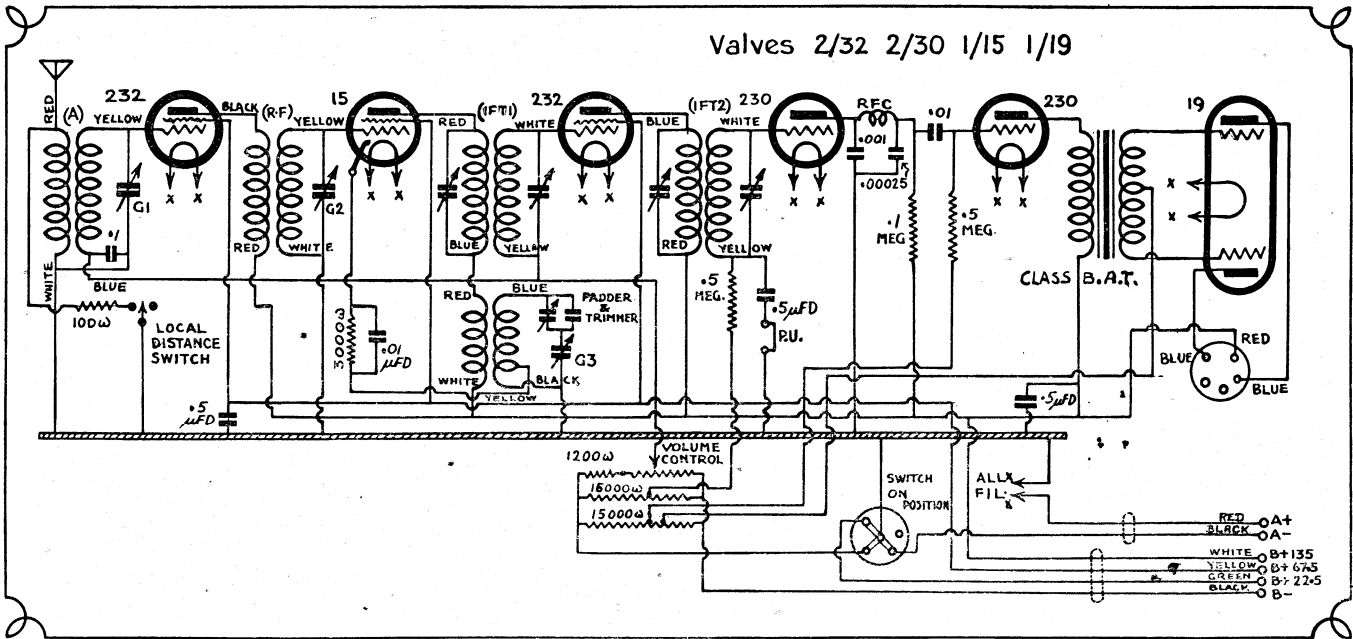 Valves 2/32 2/30 1/15 1/19
RED
(A)
YELLOW
232
BLACK
(R.F)
YELLOW
15
RED
(IFT1)
WHITE
232
BLUE
(IFT2)
WHITE
230
RFC
.001
.00025
.01
230
19
G1
.1
BLUE
WHITE
x x
RED
G2
WHITE
x x
BLUE
YELLOW
x x
RED
YELLOW
x x
.1
MEG
.5
MEG.
x x
CLASS B.A.T.
x
x
100ω
LOCAL
DISTANCE
SWITCH
.5
μFD
3000ω
.01
μFD
RED
BLUE
WHITE
YELLOW
BLACK
PADDER
&
TRIMMER
G3
.5
MEG.
.5μFD
P.U.
.5μFD
BLUE
RED
BLUE
1200ω
VOLUME
CONTROL
15000ω
SWITCH
ON
POSITION
ALL
FIL.
x
x
RED A+
BLACK A-
WHITE B+135
YELLOW B+67.5
GREEN B+22.5
BLACK B-